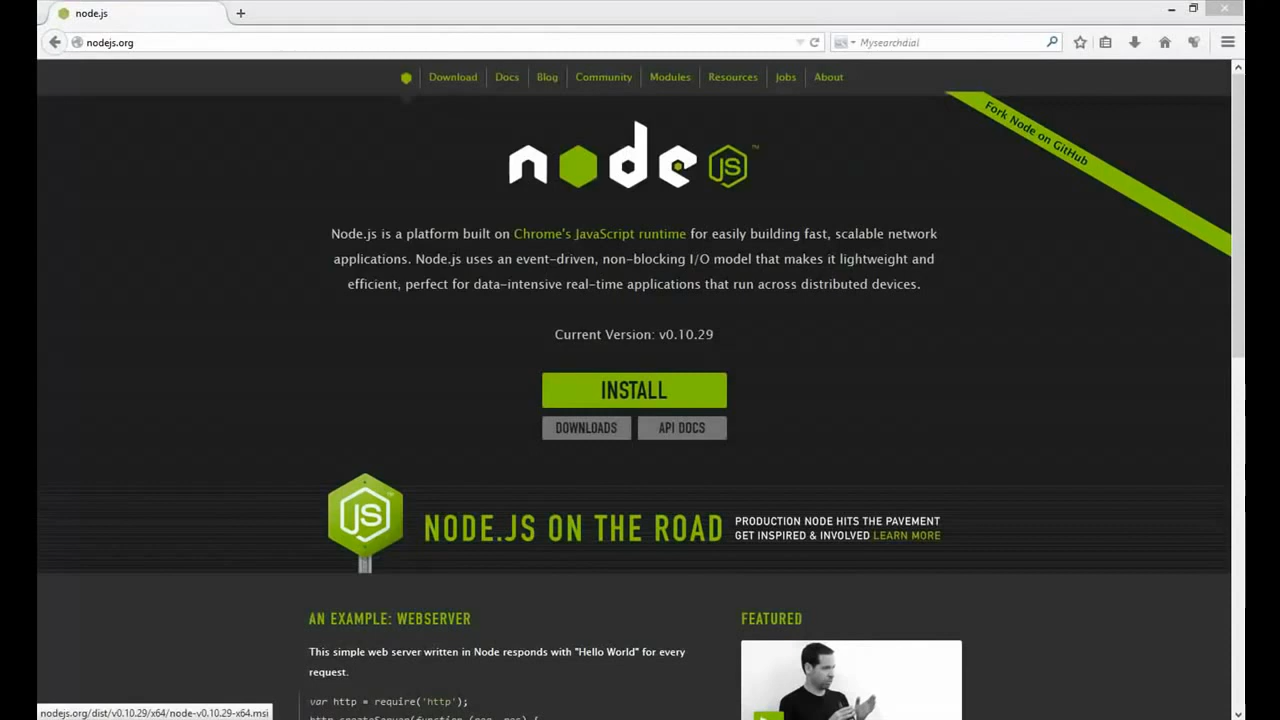 node.js
nodejs.org
Mysearchdial
Download Docs Blog Community Modules Resources Jobs About
Fork Node on GitHub
node JS ™
Node.js is a platform built on Chrome's JavaScript runtime for easily building fast, scalable network
applications. Node.js uses an event-driven, non-blocking I/O model that makes it lightweight and
efficient, perfect for data-intensive real-time applications that run across distributed devices.
Current Version: v0.10.29
INSTALL
DOWNLOADS API DOCS
JS
NODE.JS ON THE ROAD
PRODUCTION NODE HITS THE PAVEMENT
GET INSPIRED & INVOLVED LEARN MORE
AN EXAMPLE: WEBSERVER
This simple web server written in Node responds with "Hello World" for every
request.
var http = require('http');
http.createServer(function (req, res) {
FEATURED
nodejs.org/dist/v0.10.29/x64/node-v0.10.29-x64.msi